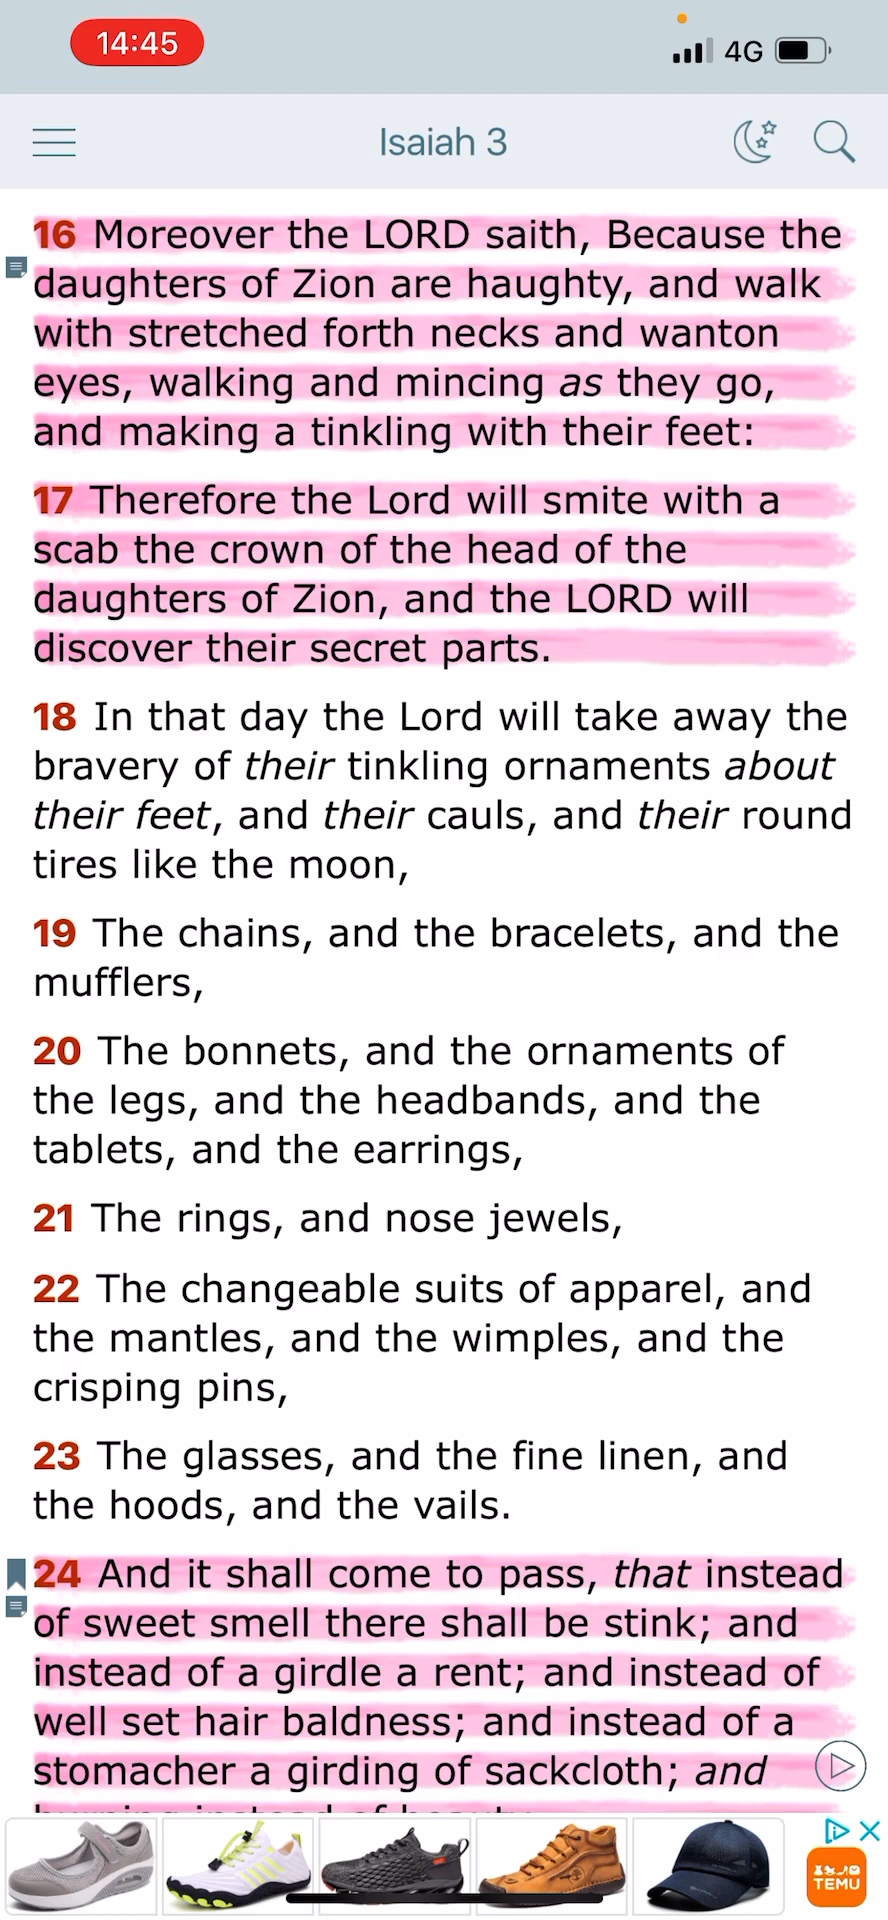 14:45
4G
Isaiah 3
16 Moreover the LORD saith, Because the
daughters of Zion are haughty, and walk
with stretched forth necks and wanton
eyes, walking and mincing as they go,
and making a tinkling with their feet:
17 Therefore the Lord will smite with a
scab the crown of the head of the
daughters of Zion, and the LORD will
discover their secret parts.
18 In that day the Lord will take away the
bravery of their tinkling ornaments about
their feet, and their cauls, and their round
tires like the moon,
19 The chains, and the bracelets, and the
mufflers,
20 The bonnets, and the ornaments of
the legs, and the headbands, and the
tablets, and the earrings,
21 The rings, and nose jewels,
22 The changeable suits of apparel, and
the mantles, and the wimples, and the
crisping pins,
23 The glasses, and the fine linen, and
the hoods, and the vails.
24 And it shall come to pass, that instead
of sweet smell there shall be stink; and
instead of a girdle a rent; and instead of
well set hair baldness; and instead of a
stomacher a girding of sackcloth; and
burning instead of beauty
TEMU